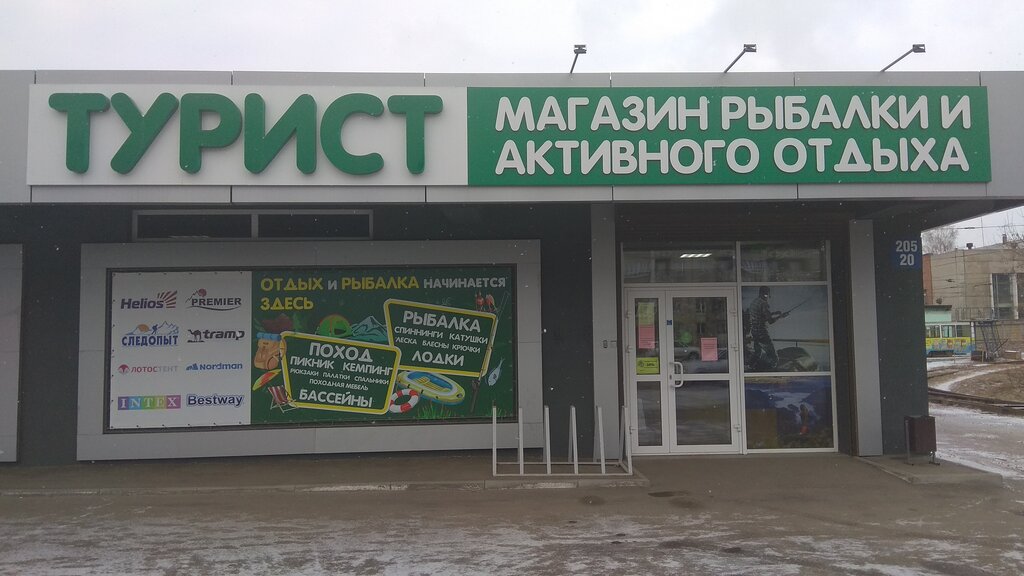 ТУРИСТ
МАГАЗИН РЫБАЛКИ И
АКТИВНОГО ОТДЫХА
205
20
Helios
PREMIER
СЛЕДОПЫТ
tramp
ЛОТОСТЕНТ
Nordman
INTEX
Bestway
ОТДЫХ и РЫБАЛКА НАЧИНАЕТСЯ
ЗДЕСЬ
РЫБАЛКА
СПИННИНГИ КАТУШКИ
ЛЕСКА БЛЕСНЫ КРЮЧКИ
ЛОДКИ
ПОХОД
ПИКНИК КЕМПИНГ
РЮКЗАКИ ПАЛАТКИ СПАЛЬНИКИ
ПОХОДНАЯ МЕБЕЛЬ
БАССЕЙНЫ